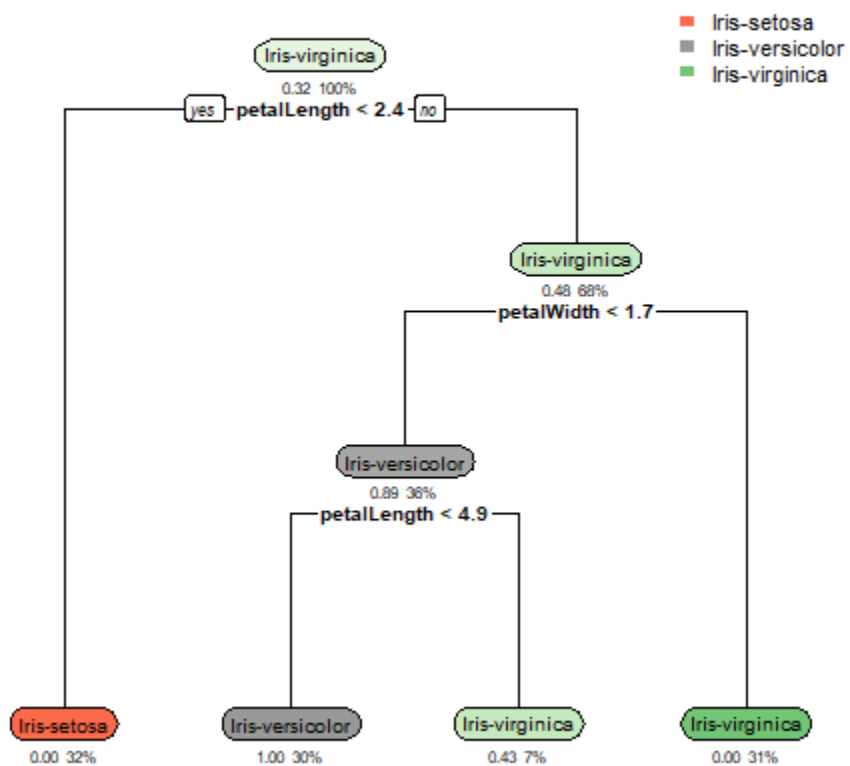 Iris-setosa
Iris-versicolor
Iris-virginica
Iris-virginica
0.32 100%
yes petalLength < 2.4 no
Iris-virginica
0.48 68%
petalWidth < 1.7
Iris-versicolor
0.89 36%
petalLength < 4.9
Iris-setosa Iris-versicolor Iris-virginica Iris-virginica
0.00 32% 1.00 30% 0.43 7% 0.00 31%